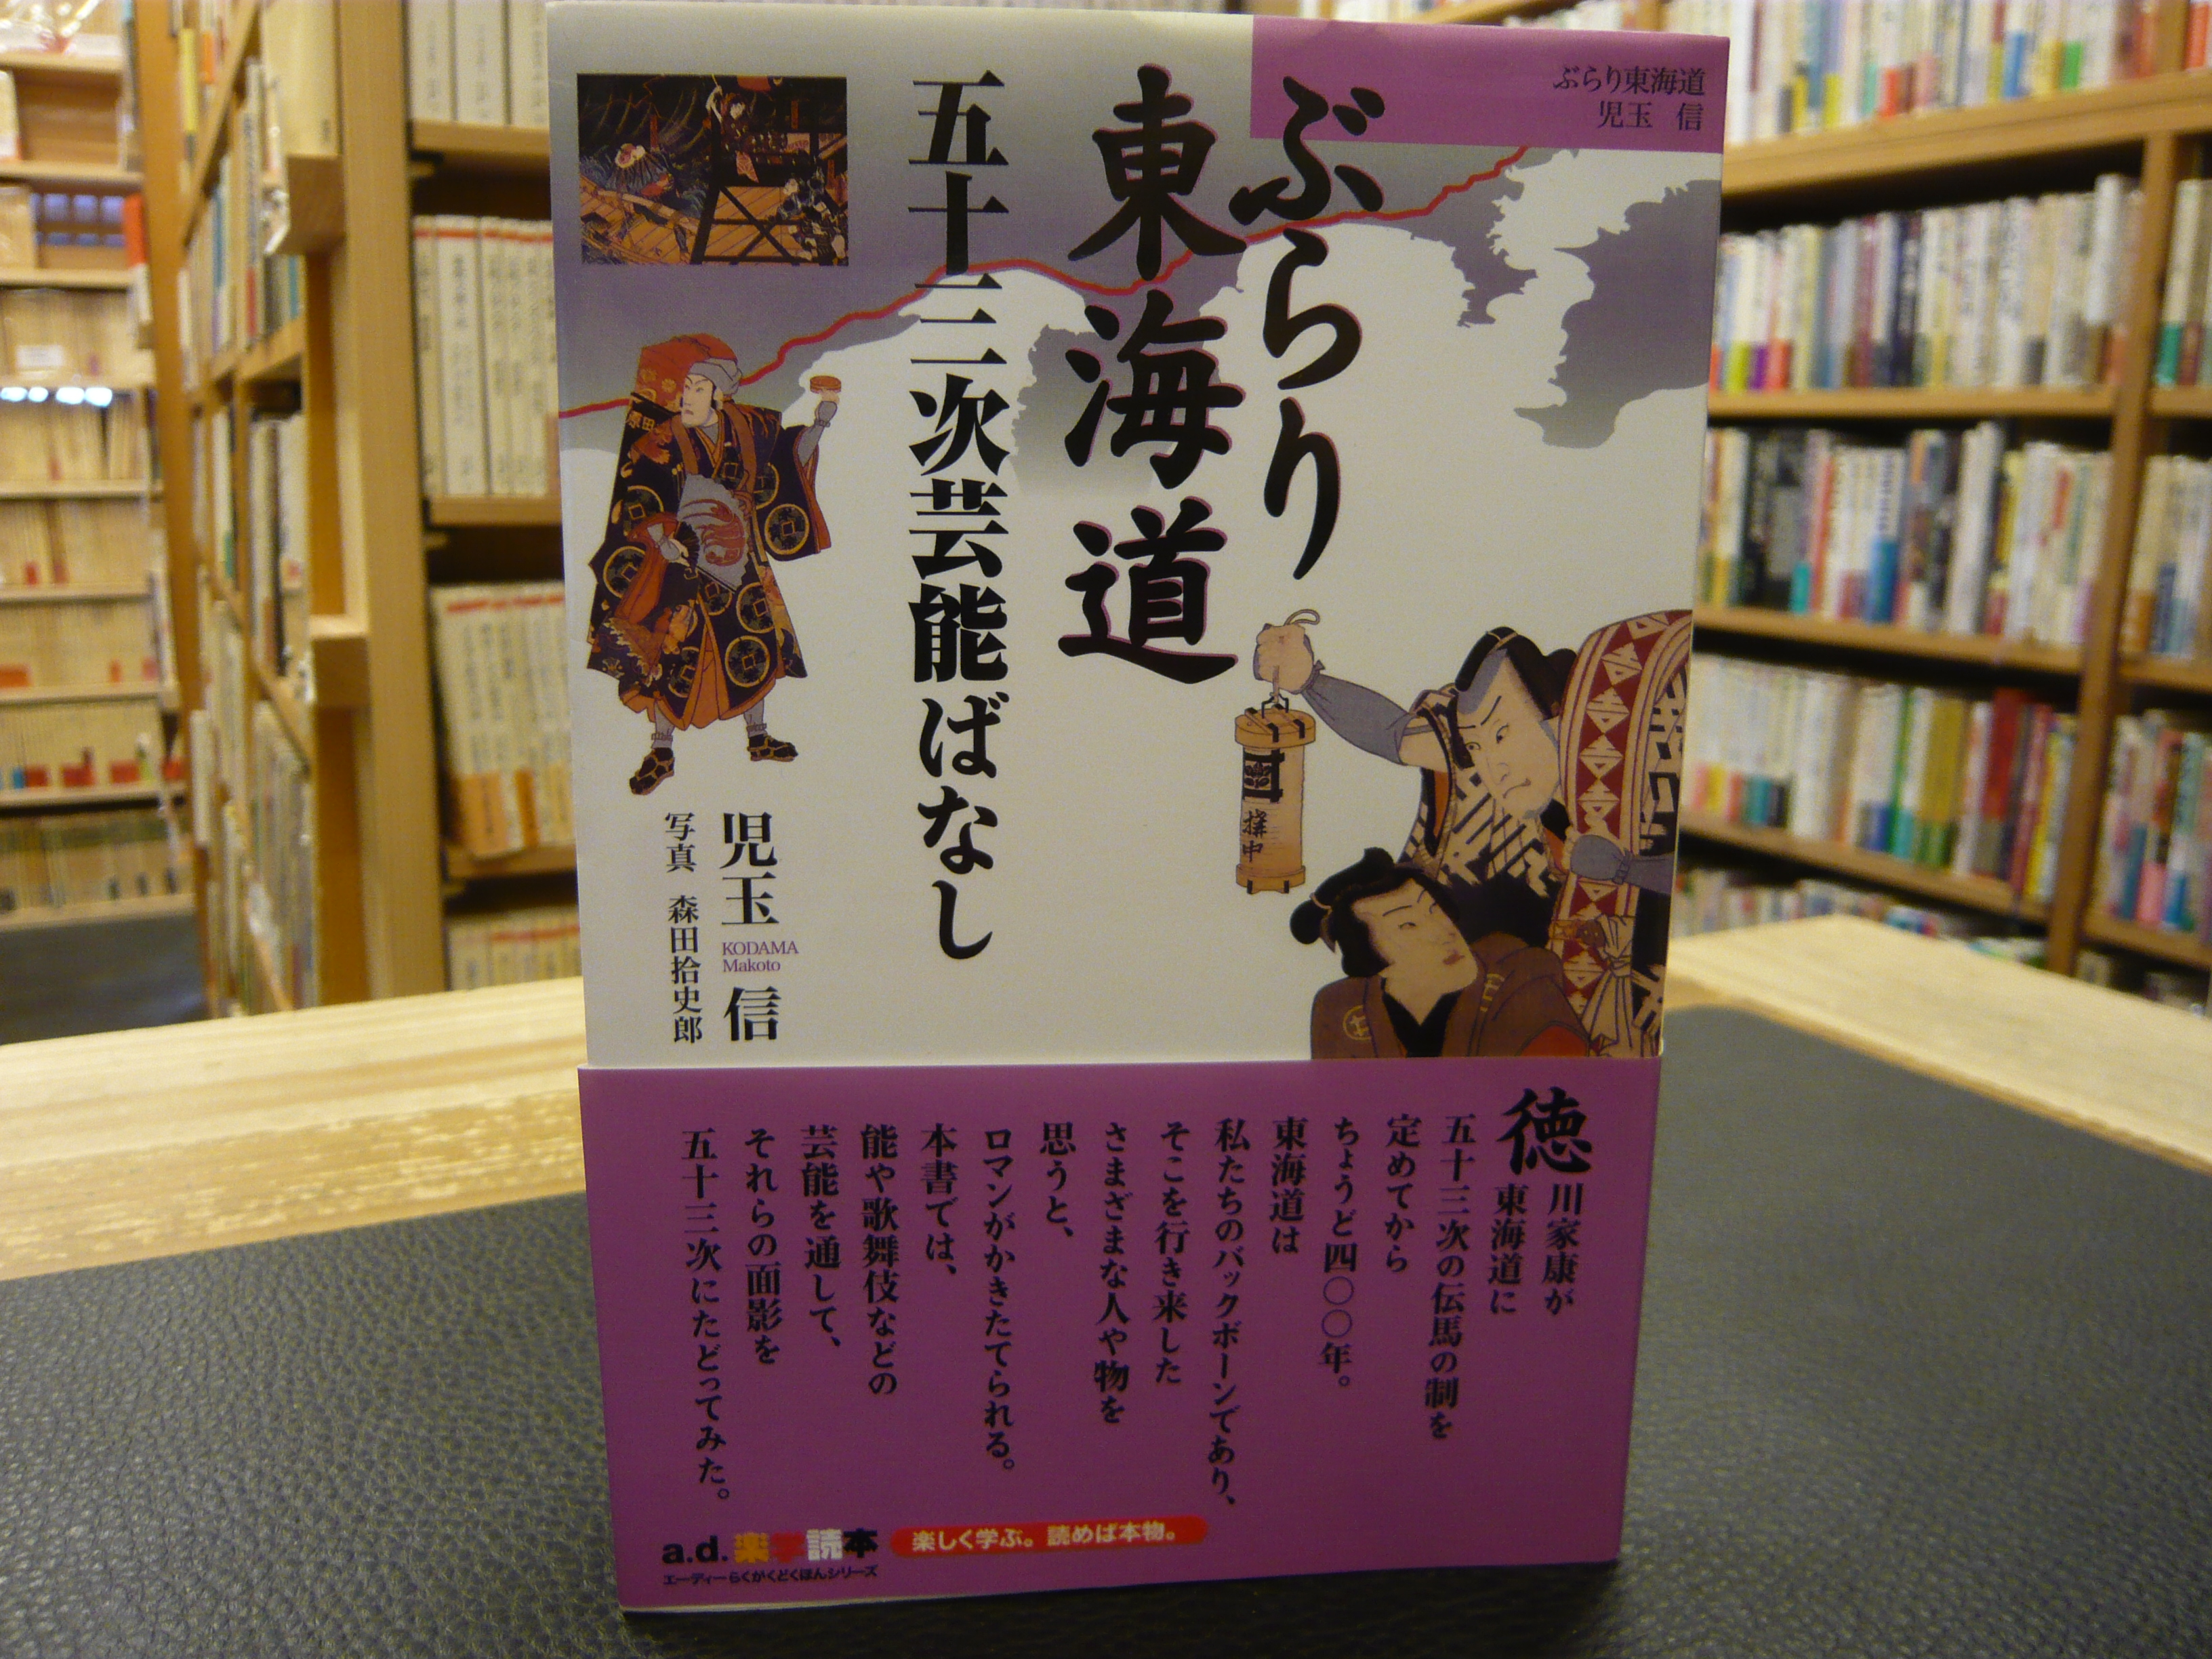 ぶらり東海道
児玉 信
ぶらり
東海道
五十三次芸能ばなし
児玉 信
KODAMA
Makoto
写真 森田拾史郎
徳川家康が
東海道に
五十三次の伝馬の制を
定めてから
ちょうど四〇〇年。
東海道は
私たちのバックボーンであり、
そこを行き来した
さまざまな人や物を
思うと、
ロマンがかきたてられる。
本書では、
能や歌舞伎などの
芸能を通して、
それらの面影を
五十三次にたどってみた。
a.d.楽学読本
エーディーらくがくどくほんシリーズ
楽しく学ぶ。読めば本物。